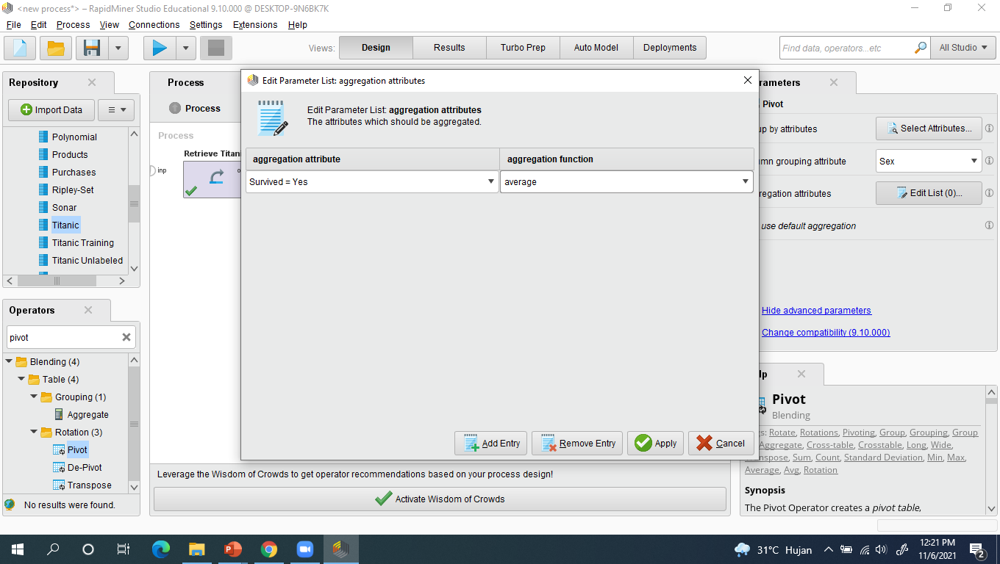 <new process*> – RapidMiner Studio Educational 9.10.000 @ DESKTOP-9N6BK7K
File Edit Process View Connections Settings Extensions Help
Views: Design Results Turbo Prep Auto Model Deployments
Find data, operators...etc
All Studio
Repository
Import Data
Polynomial
Products
Purchases
Ripley-Set
Sonar
Titanic
Titanic Training
Titanic Unlabeled
Operators
pivot
Blending (4)
Table (4)
Grouping (1)
Aggregate
Rotation (3)
Pivot
De-Pivot
Transpose
No results were found.
Process
Process
Process
Retrieve Titani
inp
Edit Parameter List: aggregation attributes
Edit Parameter List: aggregation attributes
The attributes which should be aggregated.
aggregation attribute aggregation function
Survived = Yes average
Add Entry Remove Entry Apply Cancel
Leverage the Wisdom of Crowds to get operator recommendations based on your process design!
Activate Wisdom of Crowds
rameters
Pivot
up by attributes Select Attributes...
mn grouping attribute Sex
regation attributes Edit List (0)...
use default aggregation
Hide advanced parameters
Change compatibility (9.10.000)
lp
Pivot
Blending
s: Rotate, Rotations, Pivoting, Group, Grouping, Group
Aggregate, Cross-table, Crosstable, Long, Wide,
nspose, Sum, Count, Standard Deviation, Min, Max,
Average, Avg, Rotation
Synopsis
The Pivot Operator creates a pivot table,
31°C Hujan
12:21 PM
11/6/2021
2